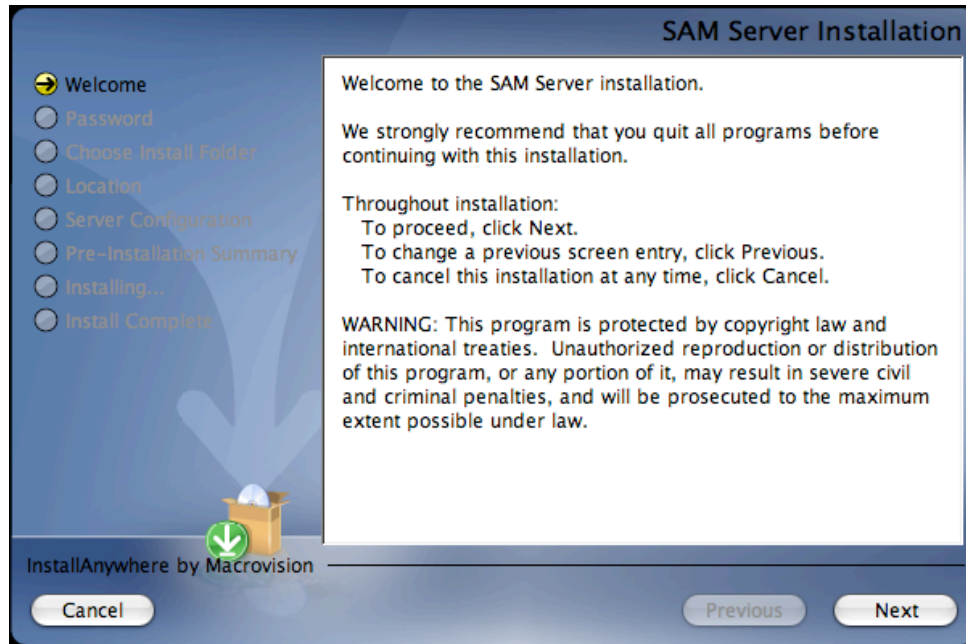 SAM Server Installation
Welcome
Password
Choose Install Folder
Location
Server Configuration
Pre-Installation Summary
Installing...
Install Complete
Welcome to the SAM Server installation.
We strongly recommend that you quit all programs before
continuing with this installation.
Throughout installation:
To proceed, click Next.
To change a previous screen entry, click Previous.
To cancel this installation at any time, click Cancel.
WARNING: This program is protected by copyright law and
international treaties.  Unauthorized reproduction or distribution
of this program, or any portion of it, may result in severe civil
and criminal penalties, and will be prosecuted to the maximum
extent possible under law.
InstallAnywhere by Macrovision
Cancel
Previous
Next